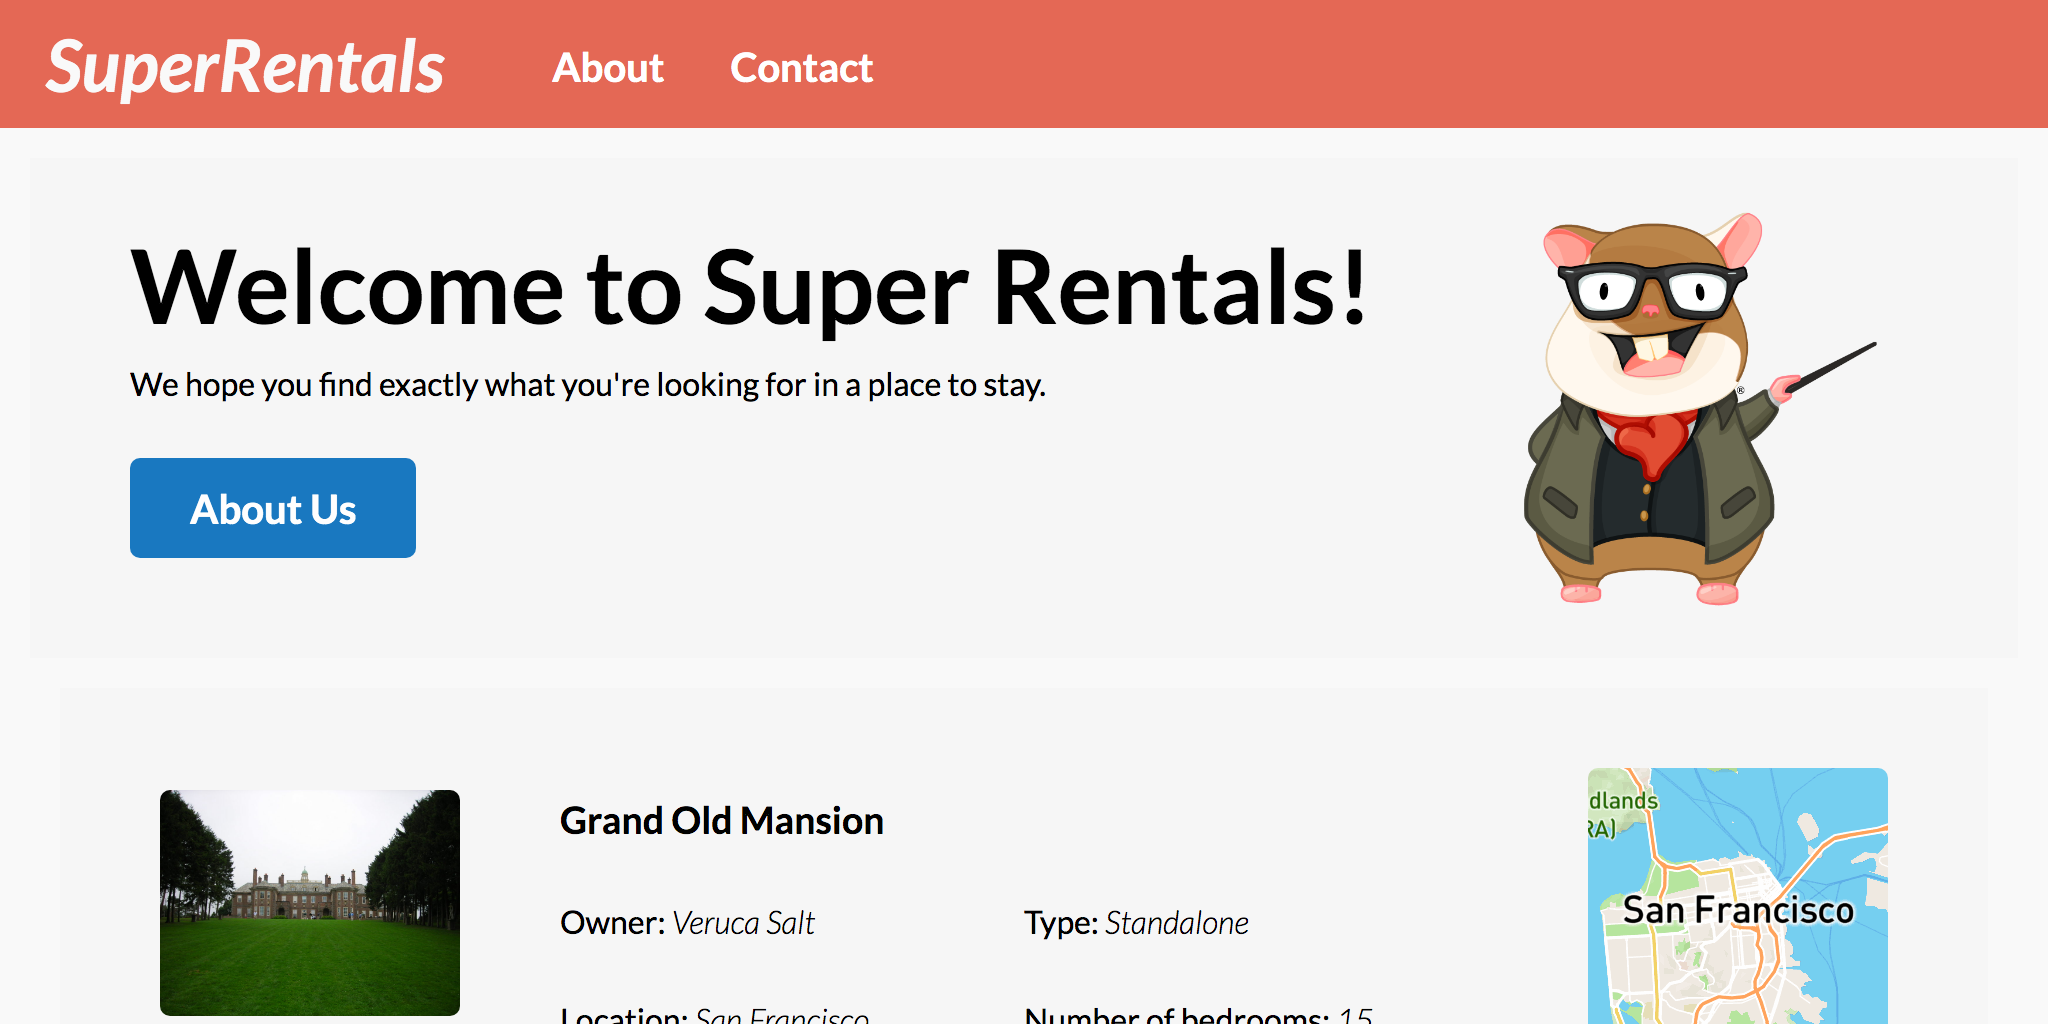 SuperRentals About Contact
Welcome to Super Rentals!
We hope you find exactly what you're looking for in a place to stay.
About Us
®
Grand Old Mansion
Owner: Veruca Salt Type: Standalone
Location: San Francisco Number of bedrooms: 15
dlands
RA)
San Francisco